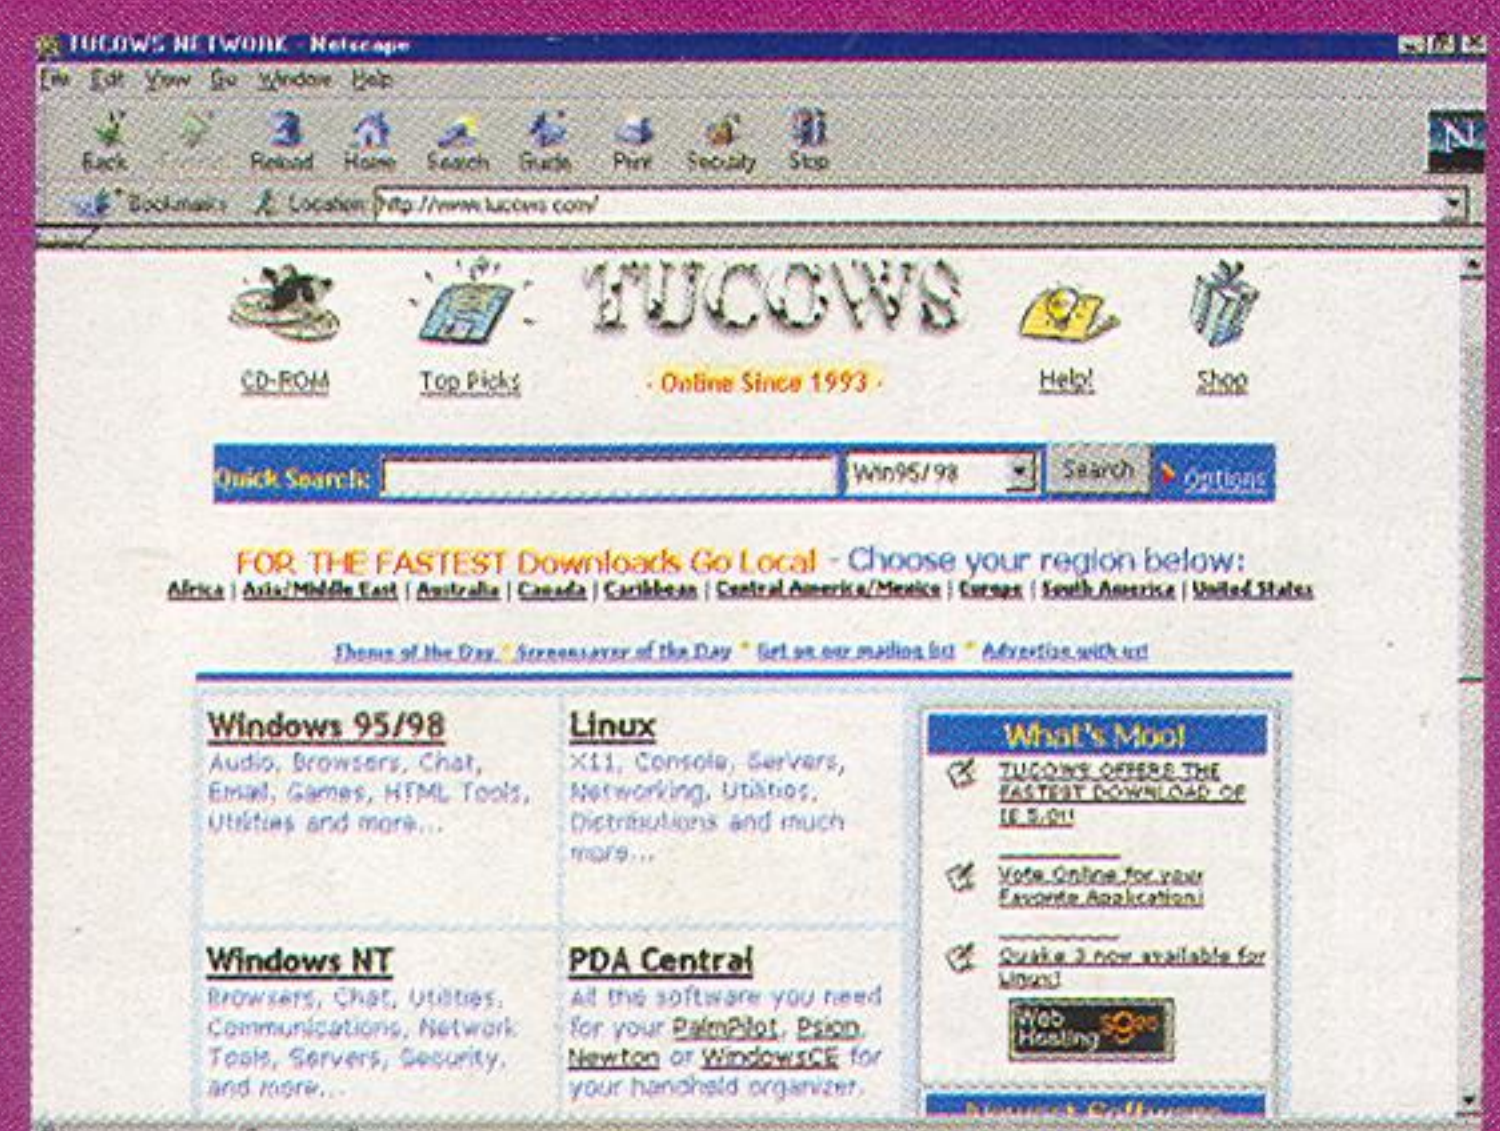 TUCOWS NETWORK - Netscape
File Edit View Go Window Help
Back Reload Home Search Guide Print Security Stop
Bookmarks Location: http://www.tucows.com/
TUCOWS
CD-ROM Top Picks · Online Since 1993 · Help! Shop
Quick Search: Win95/98 Search Options
FOR THE FASTEST Downloads Go Local - Choose your region below:
Africa | Asia/Middle East | Australia | Canada | Caribbean | Central America/Mexico | Europe | South America | United States
Theme of the Day * Screensaver of the Day * Get on our mailing list * Advertise with us!
Windows 95/98
Audio, Browsers, Chat,
Email, Games, HTML Tools,
Utilities and more...
Linux
X11, Console, Servers,
Networking, Utilities,
Distributions and much
more...
Windows NT
Browsers, Chat, Utilities,
Communications, Network
Tools, Servers, Security,
and more...
PDA Central
All the software you need
for your PalmPilot, Psion,
Newton or WindowsCE for
your handheld organizer.
What's Moo!
TUCOWS OFFERS THE
FASTEST DOWNLOAD OF
IE 5.01!
Vote Online for your
Favorite Application!
Quake 3 now available for
Linux!
Web
Hosting
Newest Software